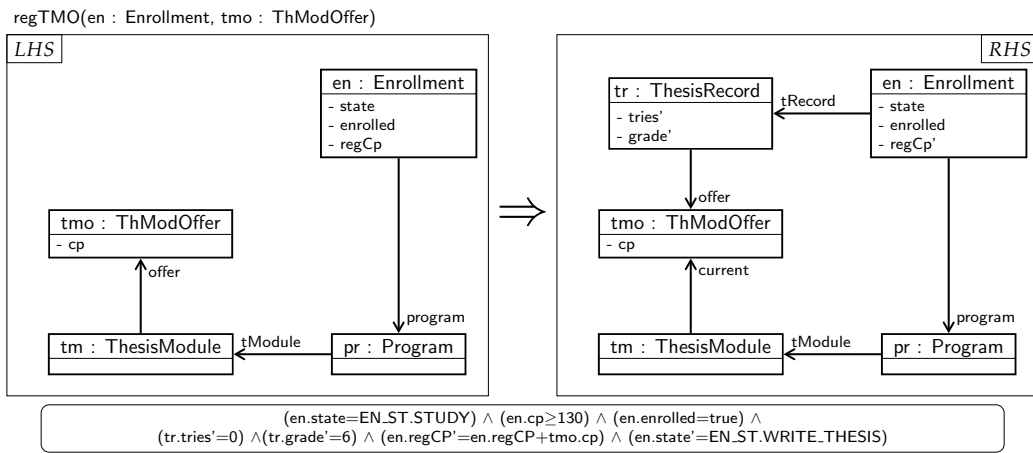 regTMO(en : Enrollment, tmo : ThModOffer)
LHS
en : Enrollment
- state
- enrolled
- regCp
tmo : ThModOffer
- cp
offer
program
tm : ThesisModule
tModule
pr : Program
⇒
RHS
tr : ThesisRecord
- tries'
- grade'
tRecord
en : Enrollment
- state
- enrolled
- regCp'
offer
tmo : ThModOffer
- cp
current
program
tm : ThesisModule
tModule
pr : Program
(en.state=EN_ST.STUDY) ∧ (en.cp≥130) ∧ (en.enrolled=true) ∧
(tr.tries'=0) ∧(tr.grade'=6) ∧ (en.regCP'=en.regCP+tmo.cp) ∧ (en.state'=EN_ST.WRITE_THESIS)